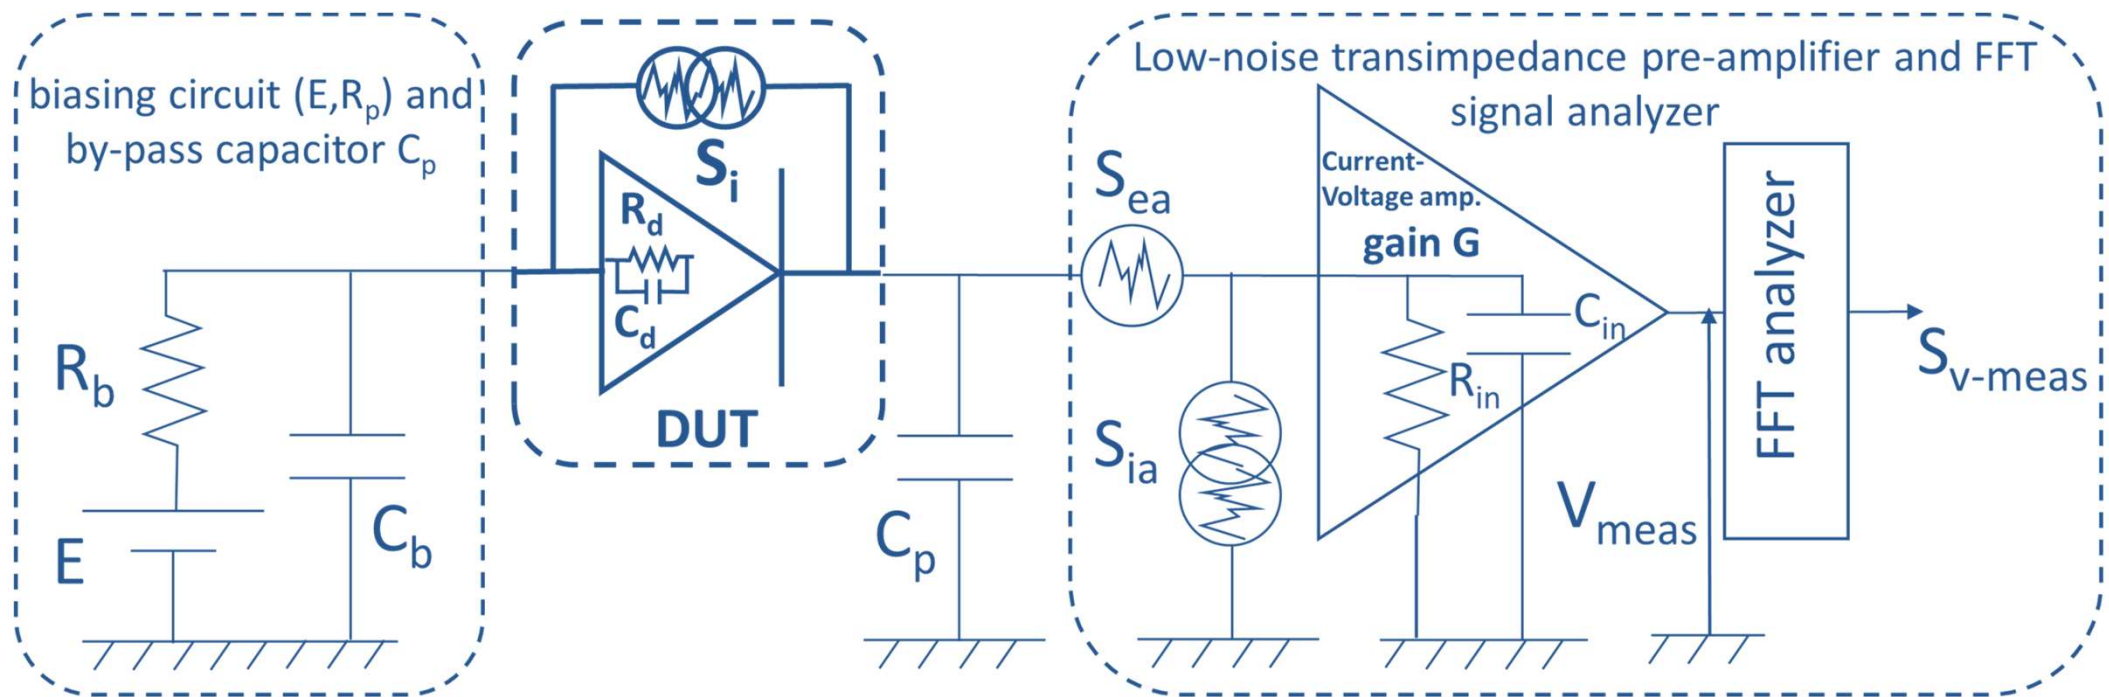 biasing circuit (E,Rp) and
by-pass capacitor Cp
Rb
E
Cb
Si
Rd
Cd
DUT
Cp
Low-noise transimpedance pre-amplifier and FFT
signal analyzer
Sea
Sia
Current-
Voltage amp.
gain G
Rin
Cin
Vmeas
FFT analyzer
Sv-meas